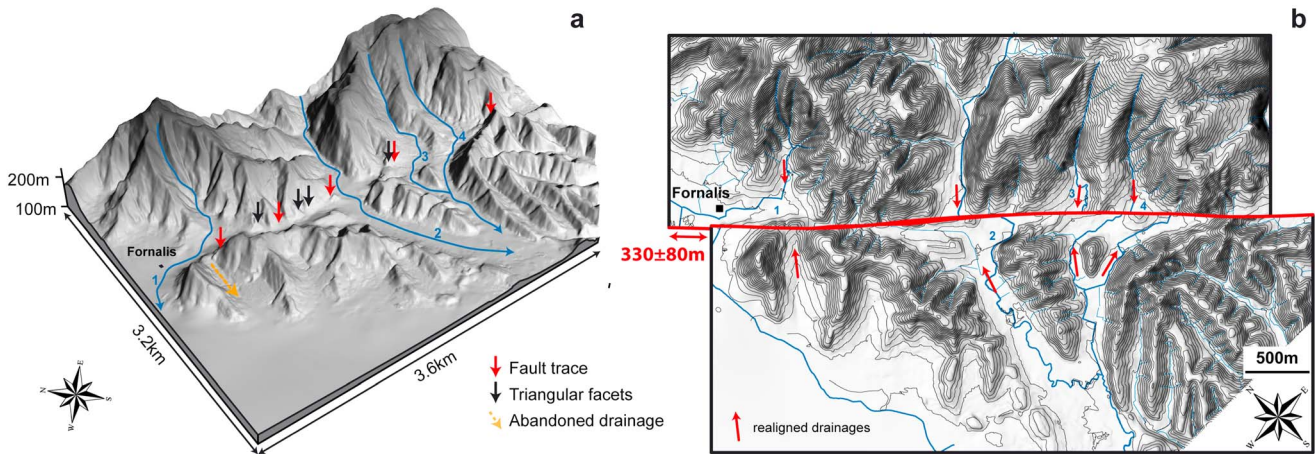 a
200m
100m
Fornalis
1
2
3
4
3.2km
3.6km
N
E
S
W
Fault trace
Triangular facets
Abandoned drainage
b
Fornalis
1
2
3
4
330±80m
500m
realigned drainages
N
E
W
S